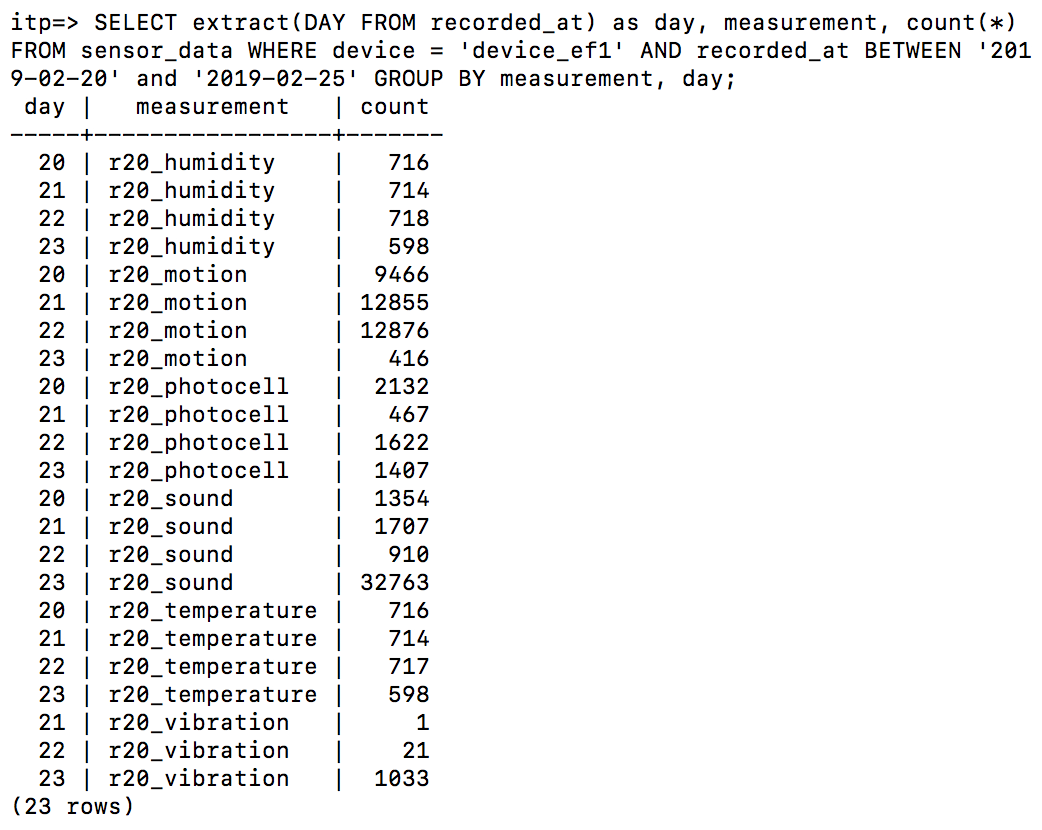 itp=> SELECT extract(DAY FROM recorded_at) as day, measurement, count(*)
FROM sensor_data WHERE device = 'device_ef1' AND recorded_at BETWEEN '201
9-02-20' and '2019-02-25' GROUP BY measurement, day;
 day |   measurement   | count
-----+-----------------+-------
  20 | r20_humidity    |   716
  21 | r20_humidity    |   714
  22 | r20_humidity    |   718
  23 | r20_humidity    |   598
  20 | r20_motion      |  9466
  21 | r20_motion      | 12855
  22 | r20_motion      | 12876
  23 | r20_motion      |   416
  20 | r20_photocell   |  2132
  21 | r20_photocell   |   467
  22 | r20_photocell   |  1622
  23 | r20_photocell   |  1407
  20 | r20_sound       |  1354
  21 | r20_sound       |  1707
  22 | r20_sound       |   910
  23 | r20_sound       | 32763
  20 | r20_temperature |   716
  21 | r20_temperature |   714
  22 | r20_temperature |   717
  23 | r20_temperature |   598
  21 | r20_vibration   |     1
  22 | r20_vibration   |    21
  23 | r20_vibration   |  1033
(23 rows)